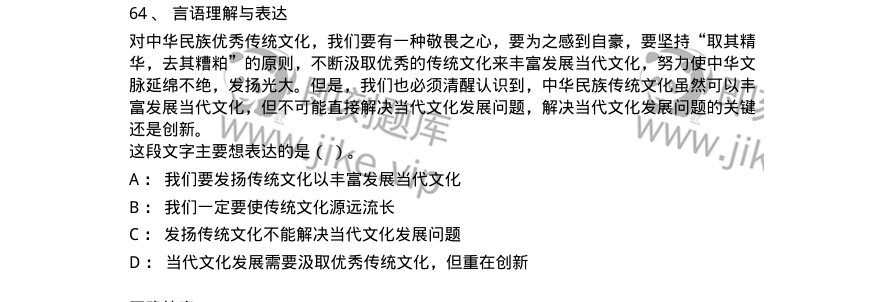 64 、 言语理解与表达
对中华民族优秀传统文化，我们要有一种敬畏之心，要为之感到自豪，要坚持“取其精
华，去其糟粕”的原则，不断汲取优秀的传统文化来丰富发展当代文化，努力使中华文
脉延绵不绝，发扬光大。但是，我们也必须清醒认识到，中华民族传统文化虽然可以丰
富发展当代文化，但不可能直接解决当代文化发展问题，解决当代文化发展问题的关键
还是创新。
这段文字主要想表达的是（ ）。
A： 我们要发扬传统文化以丰富发展当代文化
B： 我们一定要使传统文化源远流长
C： 发扬传统文化不能解决当代文化发展问题
D： 当代文化发展需要汲取优秀传统文化，但重在创新
即刻题库
www.jike.vip
www.jik